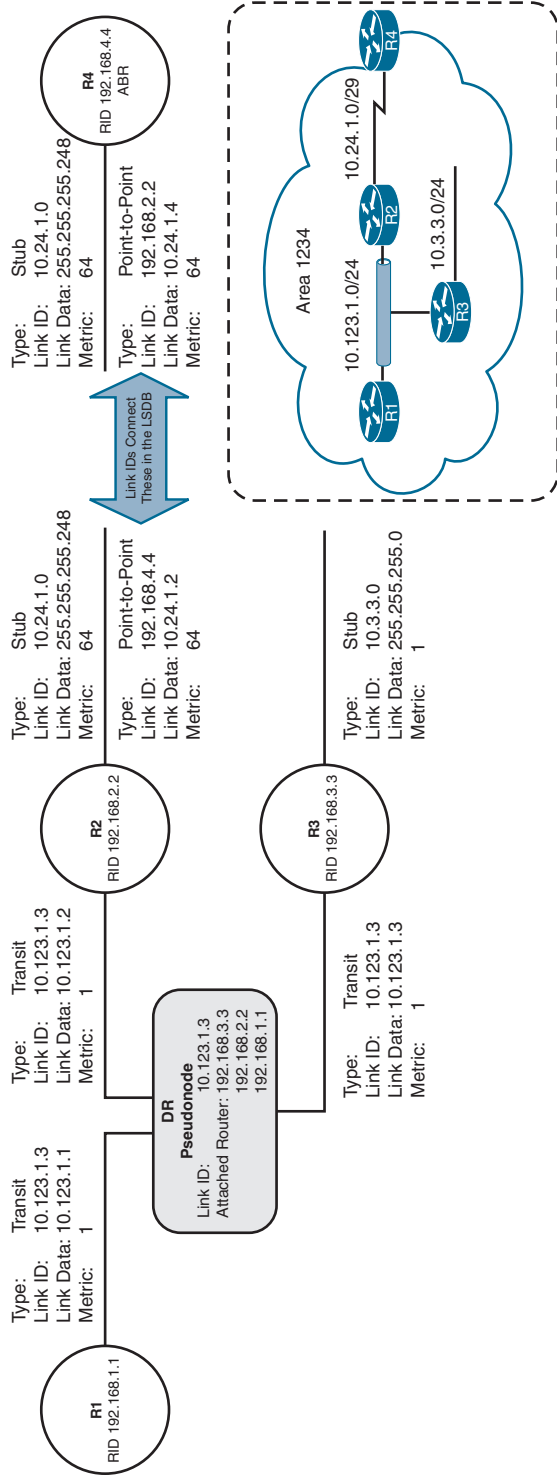 R1
RID 192.168.1.1
Type: Transit
Link ID: 10.123.1.3
Link Data: 10.123.1.1
Metric: 1
DR
Pseudonode
Link ID: 10.123.1.3
Attached Router: 192.168.3.3
192.168.2.2
192.168.1.1
Type: Transit
Link ID: 10.123.1.3
Link Data: 10.123.1.2
Metric: 1
R2
RID 192.168.2.2
Type: Stub
Link ID: 10.24.1.0
Link Data: 255.255.255.248
Metric: 64
Type: Point-to-Point
Link ID: 192.168.4.4
Link Data: 10.24.1.2
Metric: 64
Link IDs Connect
These in the LSDB
Type: Stub
Link ID: 10.24.1.0
Link Data: 255.255.255.248
Metric: 64
Type: Point-to-Point
Link ID: 192.168.2.2
Link Data: 10.24.1.4
Metric: 64
R4
RID 192.168.4.4
ABR
Type: Transit
Link ID: 10.123.1.3
Link Data: 10.123.1.3
Metric: 1
R3
RID 192.168.3.3
Type: Stub
Link ID: 10.3.3.0
Link Data: 255.255.255.0
Metric: 1
Area 1234
10.123.1.0/24
10.24.1.0/29
R1
R2
R4
10.3.3.0/24
R3